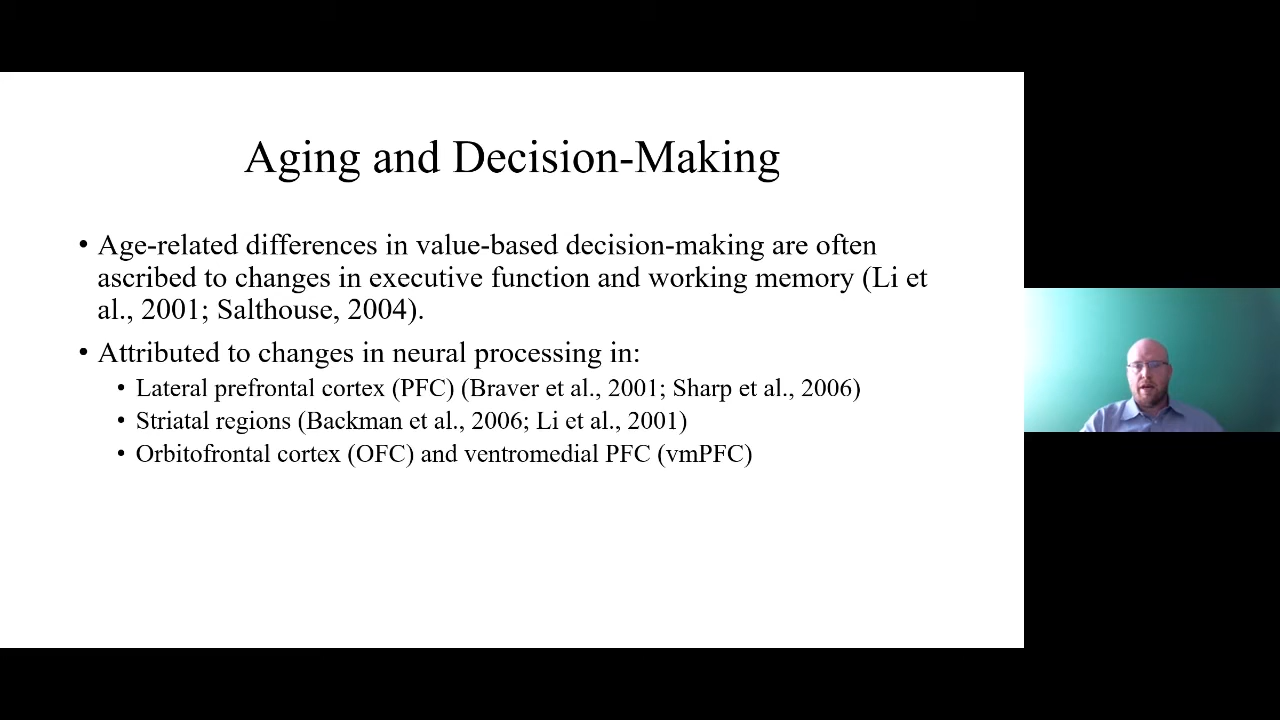 Aging and Decision-Making
• Age-related differences in value-based decision-making are often
ascribed to changes in executive function and working memory (Li et
al., 2001; Salthouse, 2004).
• Attributed to changes in neural processing in:
• Lateral prefrontal cortex (PFC) (Braver et al., 2001; Sharp et al., 2006)
• Striatal regions (Backman et al., 2006; Li et al., 2001)
• Orbitofrontal cortex (OFC) and ventromedial PFC (vmPFC)